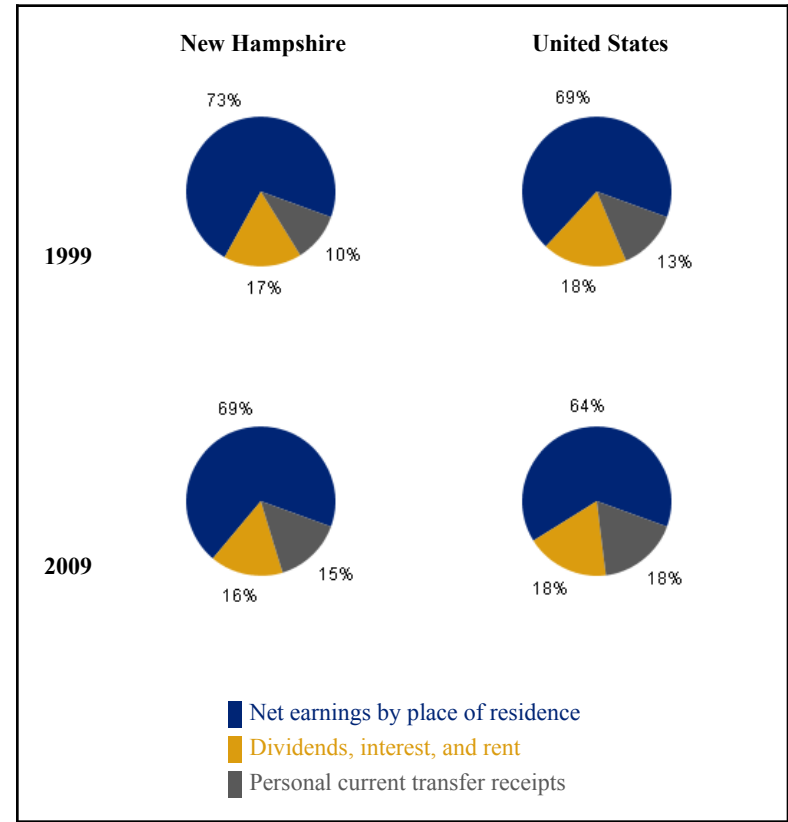 New Hampshire
United States
73%
69%
1999
10%
13%
17%
18%
69%
64%
2009
15%
18%
16%
18%
Net earnings by place of residence
Dividends, interest, and rent
Personal current transfer receipts